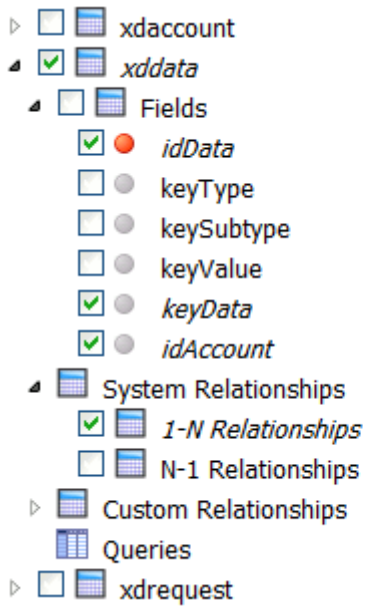 xdaccount
xddata
Fields
idData
keyType
keySubtype
keyValue
keyData
idAccount
System Relationships
1-N Relationships
N-1 Relationships
Custom Relationships
Queries
xdrequest